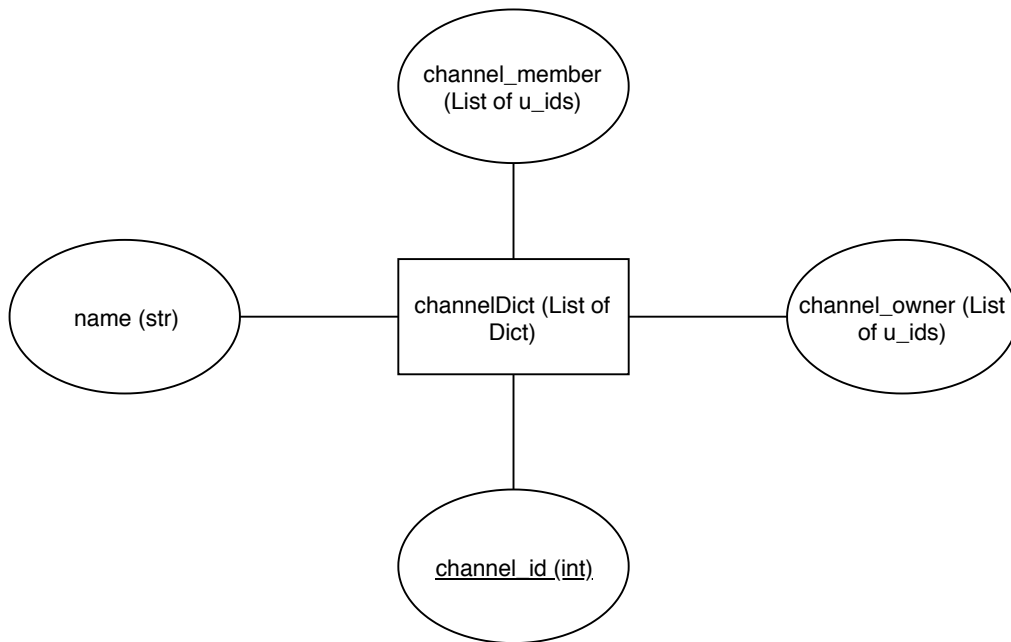 channel_member
(List of u_ids)
name (str)
channelDict (List of
Dict)
channel_owner (List
of u_ids)
channel_id (int)